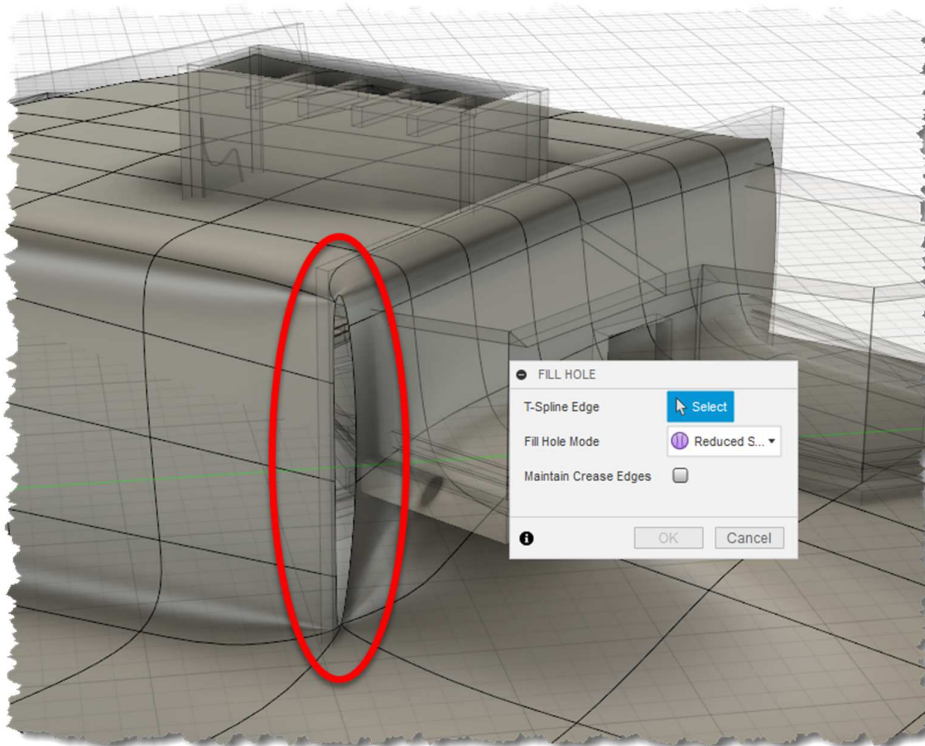 FILL HOLE
T-Spline Edge
Select
Fill Hole Mode
Reduced S...
Maintain Crease Edges
OK
Cancel